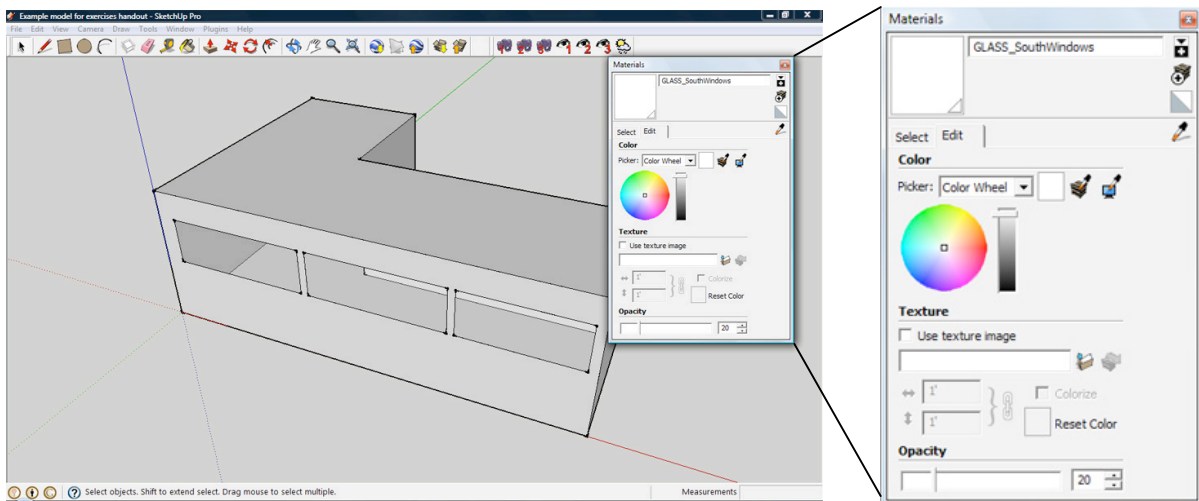 Example model for exercises handout - SketchUp Pro
File Edit View Camera Draw Tools Window Plugins Help
Materials
GLASS_SouthWindows
Select Edit
Color
Picker: Color Wheel
Texture
Use texture image
1'
Colorize
1'
Reset Color
Opacity
20
Select objects. Shift to extend select. Drag mouse to select multiple.
Measurements
Materials
GLASS_SouthWindows
Select Edit
Color
Picker: Color Wheel
Texture
Use texture image
1'
Colorize
1'
Reset Color
Opacity
20